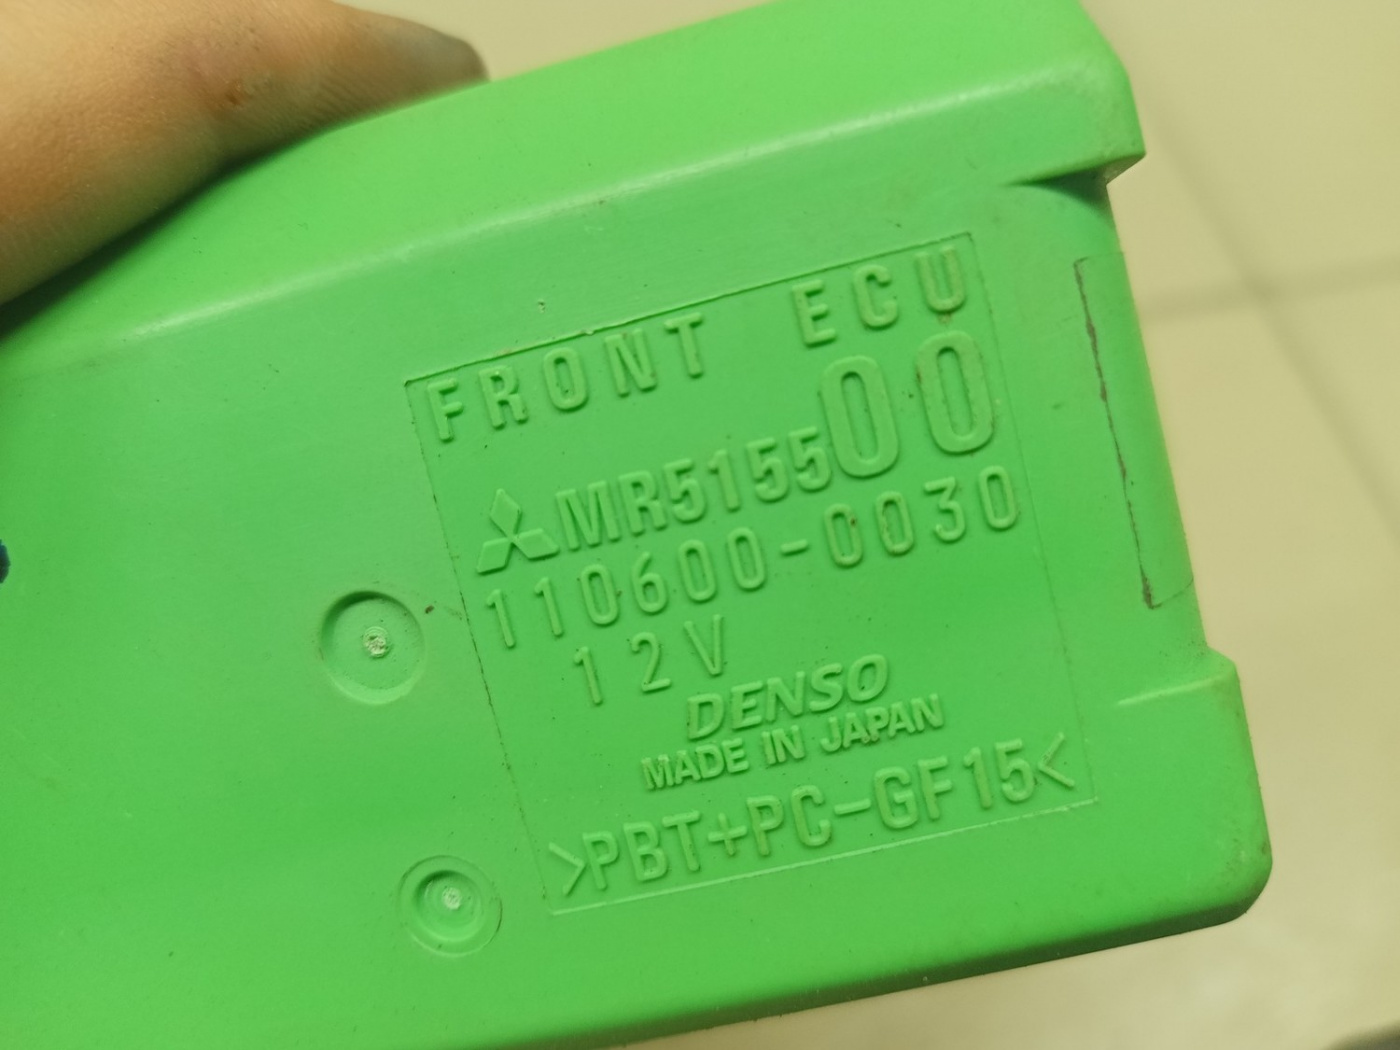 FRONT ECU
MR515500
110600-0030
12V
DENSO
MADE IN JAPAN
>PBT+PC-GF15<